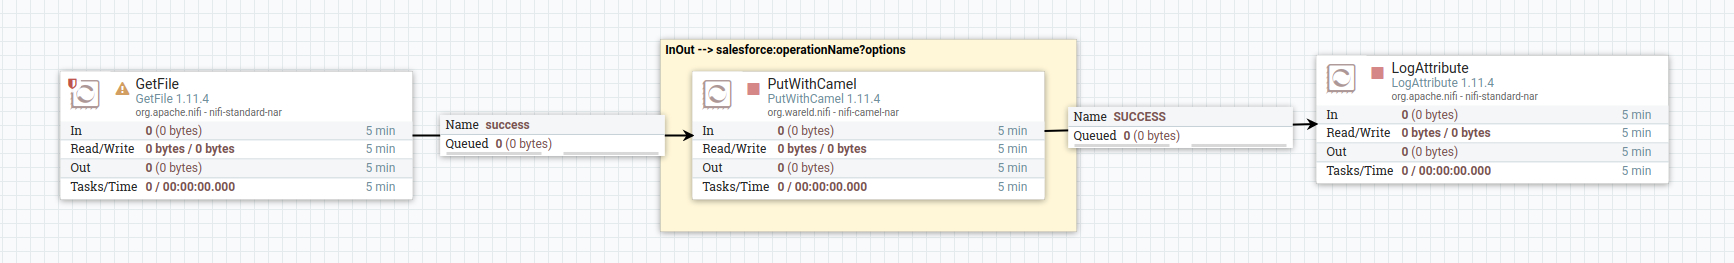 InOut --> salesforce:operationName?options
GetFile
GetFile 1.11.4
org.apache.nifi - nifi-standard-nar
In 0 (0 bytes) 5 min
Read/Write 0 bytes / 0 bytes 5 min
Out 0 (0 bytes) 5 min
Tasks/Time 0 / 00:00:00.000 5 min
Name success
Queued 0 (0 bytes)
PutWithCamel
PutWithCamel 1.11.4
org.wareld.nifi - nifi-camel-nar
In 0 (0 bytes) 5 min
Read/Write 0 bytes / 0 bytes 5 min
Out 0 (0 bytes) 5 min
Tasks/Time 0 / 00:00:00.000 5 min
Name SUCCESS
Queued 0 (0 bytes)
LogAttribute
LogAttribute 1.11.4
org.apache.nifi - nifi-standard-nar
In 0 (0 bytes) 5 min
Read/Write 0 bytes / 0 bytes 5 min
Out 0 (0 bytes) 5 min
Tasks/Time 0 / 00:00:00.000 5 min